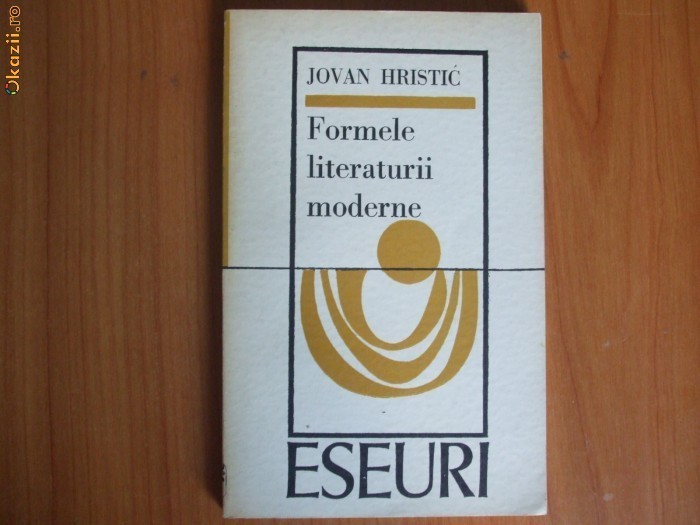 Okazii.ro
JOVAN HRISTIĆ
Formele
literaturii
moderne
ESEURI